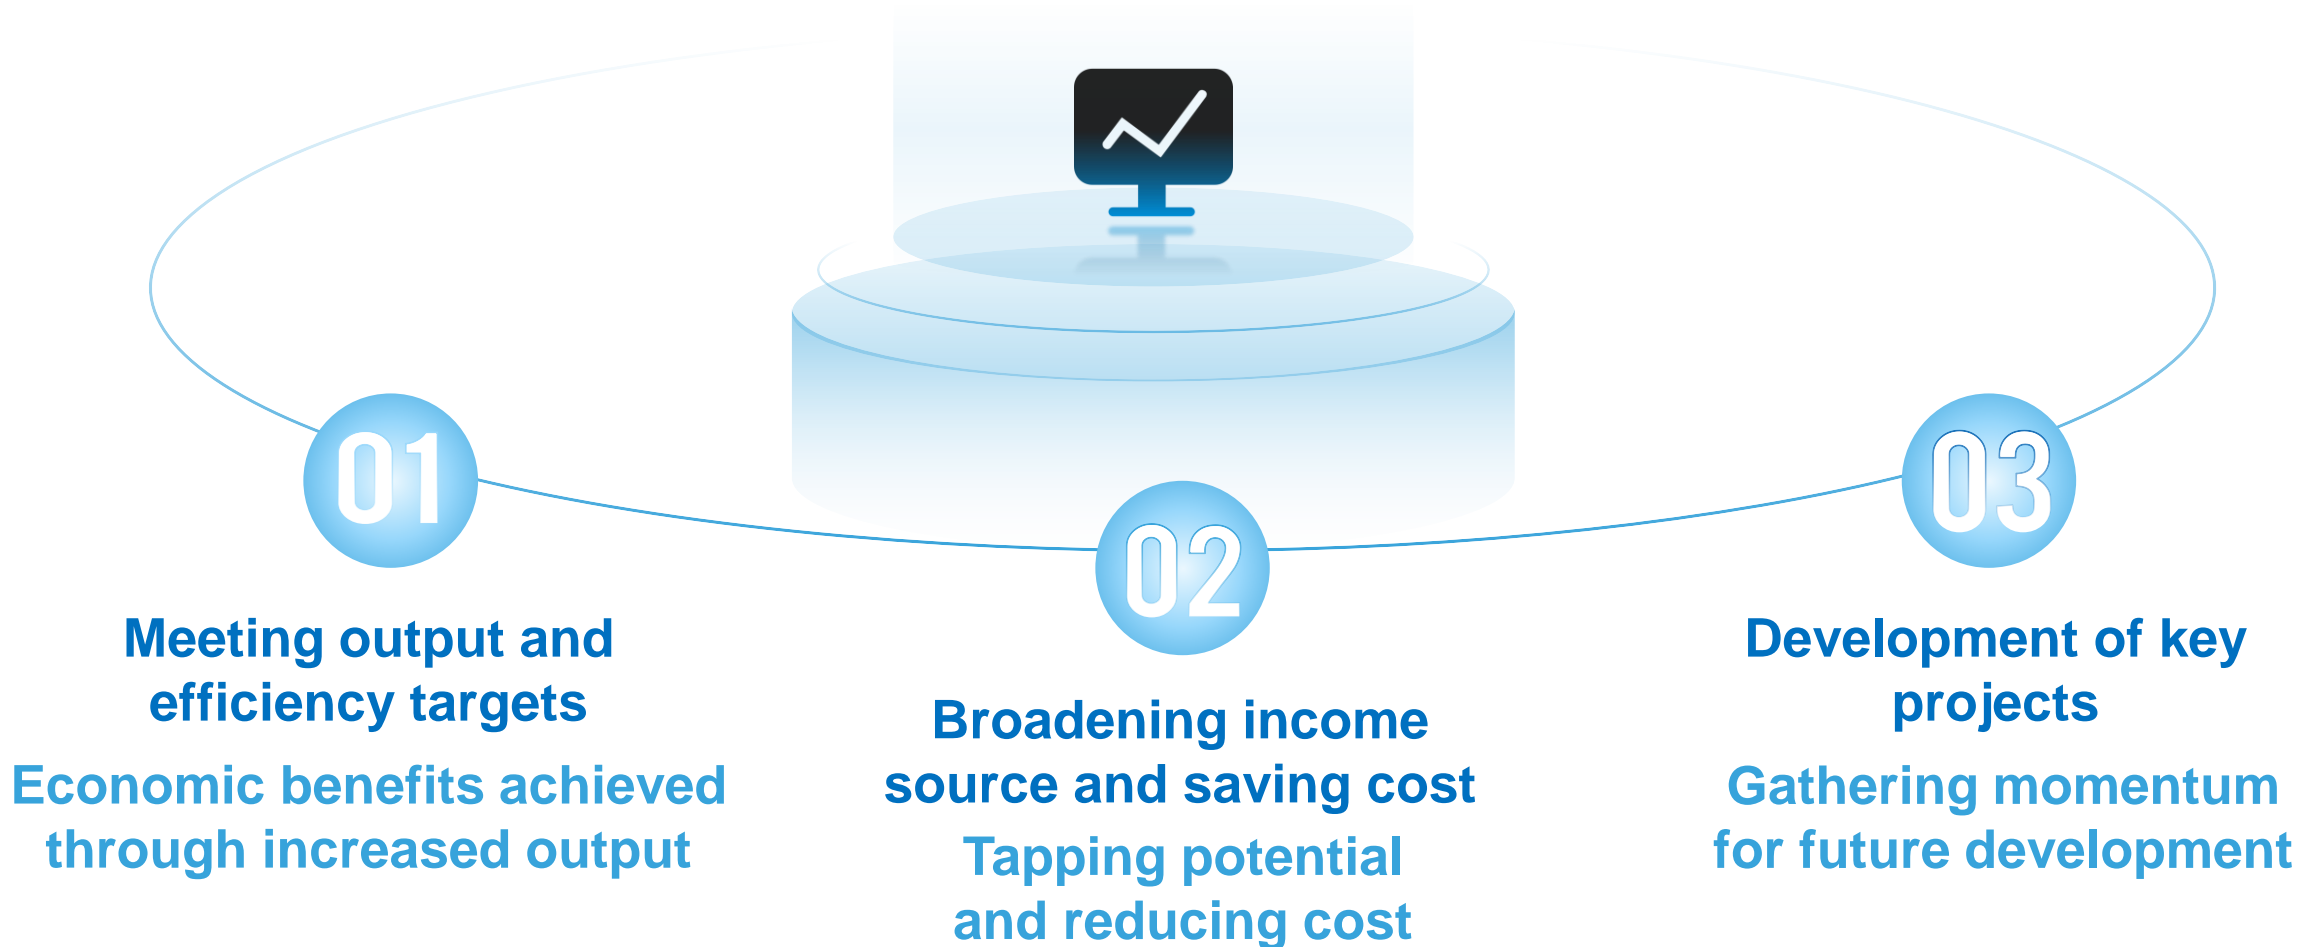 01
Meeting output and
efficiency targets
Economic benefits achieved
through increased output
02
Broadening income
source and saving cost
Tapping potential
and reducing cost
03
Development of key
projects
Gathering momentum
for future development